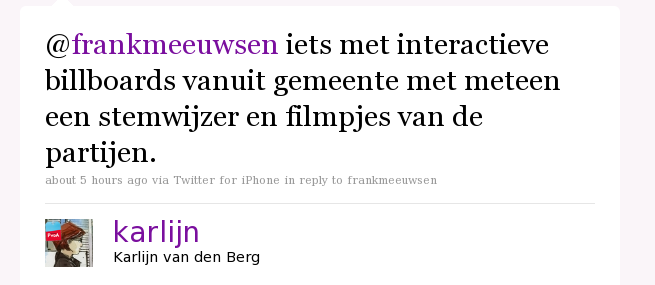 @frankmeeuwsen iets met interactieve
billboards vanuit gemeente met meteen
een stemwijzer en filmpjes van de
partijen.
about 5 hours ago via Twitter for iPhone in reply to frankmeeuwsen
PvdA
karlijn
Karlijn van den Berg